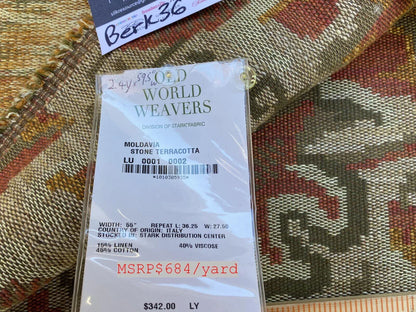 Berk36
OLD
WORLD
WEAVERS
DIVISION OF STARK FABRIC
MOLDAVIA
STONE TERRACOTTA
LU 0001 0002
WIDTH: 55" REPEAT L: 36.25 W: 27.50
COUNTRY OF ORIGIN: ITALY
STOCKED IN: STARK DISTRIBUTION CENTER
15% LINEN 40% VISCOSE
45% COTTON
MSRP$684/yard
$342.00 LY